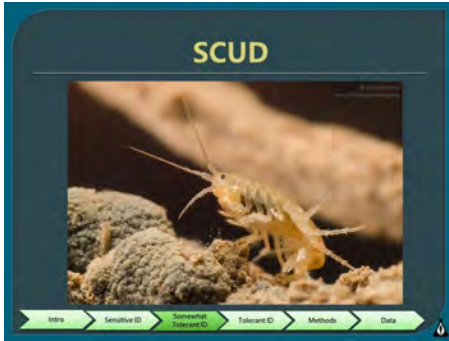 SCUD
Intro
Sensitive ID
Somewhat
Tolerant ID
Tolerant ID
Methods
Data